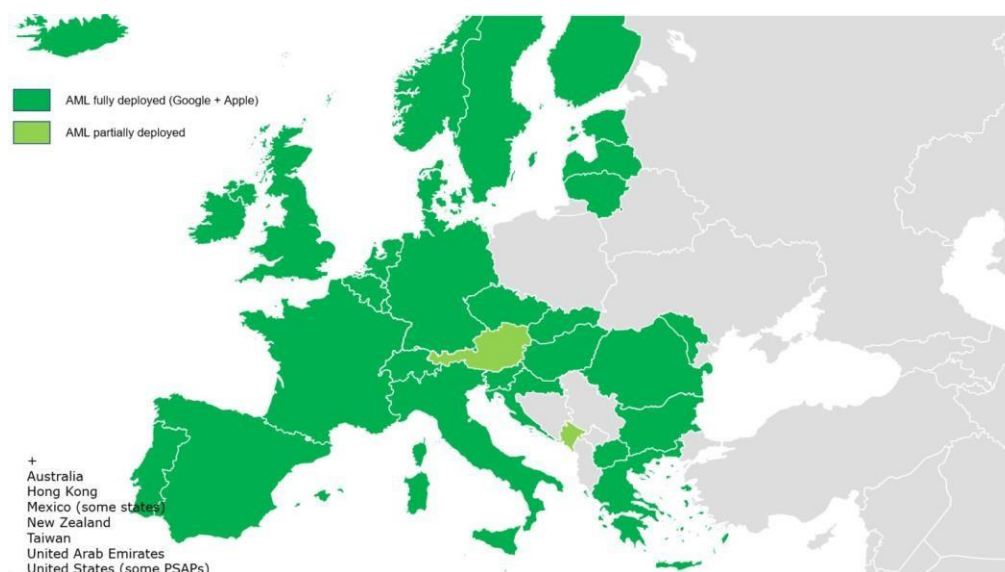 AML fully deployed (Google + Apple)
AML partially deployed
+
Australia
Hong Kong
Mexico (some states)
New Zealand
Taiwan
United Arab Emirates
United States (some PSAPs)